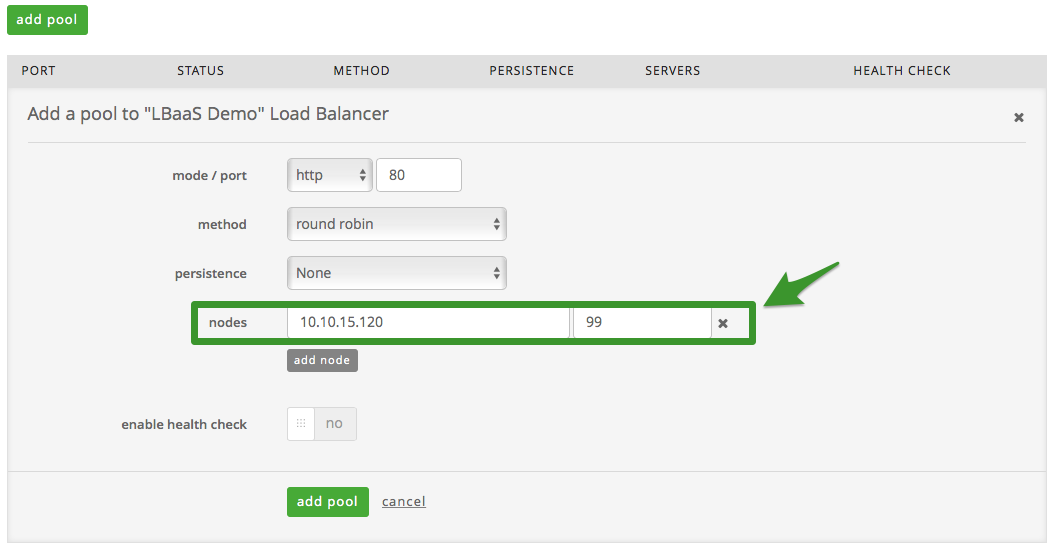 add pool
PORT STATUS METHOD PERSISTENCE SERVERS HEALTH CHECK
Add a pool to "LBaaS Demo" Load Balancer
mode / port http 80
method round robin
persistence None
nodes 10.10.15.120 99
add node
enable health check no
add pool cancel